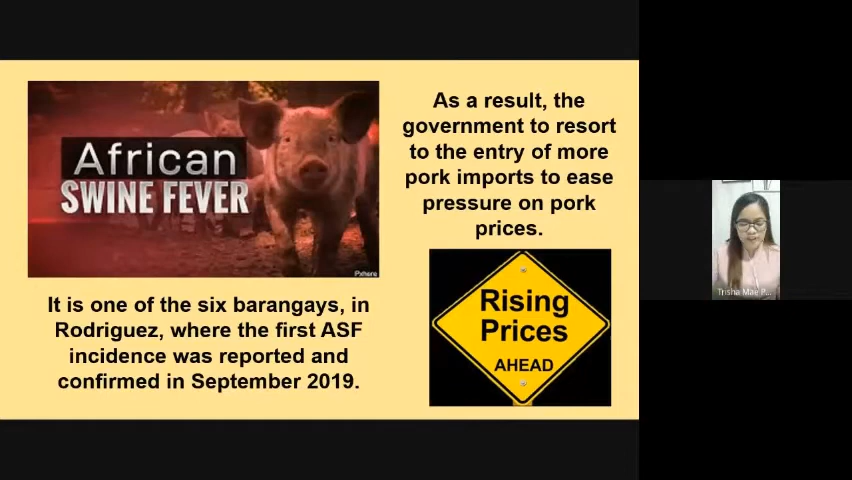 African
SWINE FEVER
Pxhere
It is one of the six barangays, in
Rodriguez, where the first ASF
incidence was reported and
confirmed in September 2019.
As a result, the
government to resort
to the entry of more
pork imports to ease
pressure on pork
prices.
Rising
Prices
AHEAD
Trisha Mae P...